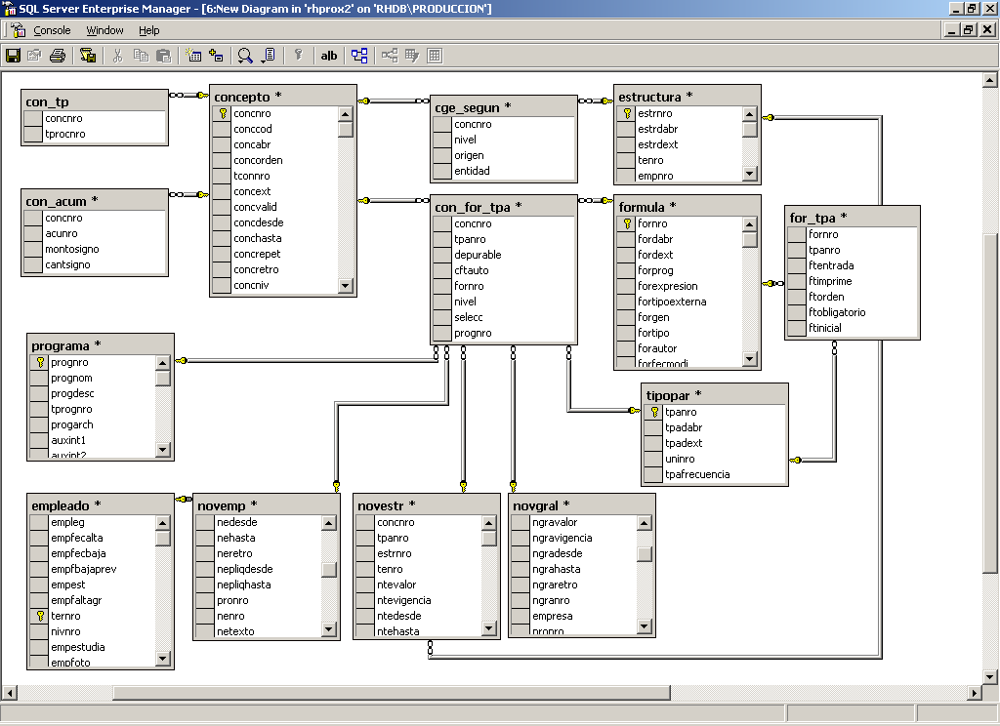 SQL Server Enterprise Manager - [6:New Diagram in 'rhprox2' on 'RHDB\PRODUCCION']
Console Window Help
ab
con_tp
concnro
tprocnro
concepto *
concnro
conccod
concabr
concorden
tconnro
concext
concvalid
concdesde
conchasta
concrepet
concretro
concniv
cge_segun *
concnro
nivel
origen
entidad
estructura *
estrnro
estrdabr
estrdext
tenro
empnro
con_acum *
concnro
acunro
montosigno
cantsigno
con_for_tpa *
concnro
tpanro
depurable
cftauto
fornro
nivel
selecc
prognro
formula *
fornro
fordabr
fordext
forprog
forexpresion
fortipoexterna
forgen
fortipo
forautor
forfecmodi
for_tpa *
fornro
tpanro
ftentrada
ftimprime
ftorden
ftobligatorio
ftinicial
programa *
prognro
prognom
progdesc
tprognro
progarch
auxint1
auxint2
tipopar *
tpanro
tpadabr
tpadext
uninro
tpafrecuencia
empleado *
empleg
empfecalta
empfecbaja
empfbajaprev
empest
empfaltagr
ternro
nivnro
empestudia
empfoto
novemp *
nedesde
nehasta
neretro
nepliqdesde
nepliqhasta
pronro
nenro
netexto
novestr *
concnro
tpanro
estrnro
tenro
ntevalor
ntevigencia
ntedesde
ntehasta
novgral *
ngravalor
ngravigencia
ngradesde
ngrahasta
ngraretro
ngranro
empresa
pronro